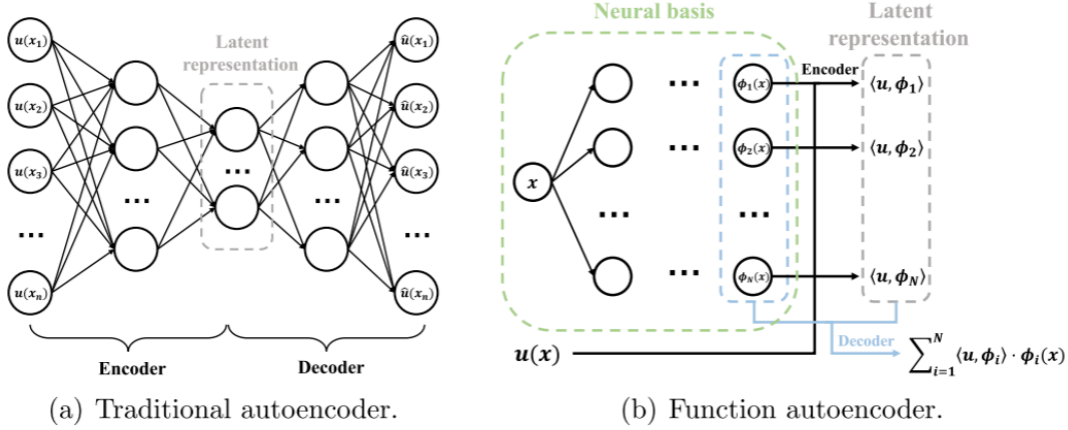 u(x₁)
u(x₂)
u(x₃)
...
u(xₙ)
...
Latent
representation
...
...
û(x₁)
û(x₂)
û(x₃)
...
û(xₙ)
Encoder
Decoder
(a) Traditional autoencoder.
Neural basis
Latent
representation
x
...
...
...
...
...
ϕ₁(x)
ϕ₂(x)
...
ϕ_N(x)
Encoder
⟨u, ϕ₁⟩
⟨u, ϕ₂⟩
...
⟨u, ϕ_N⟩
u(x)
Decoder
∑ᵢ₌₁ᴺ⟨u, ϕᵢ⟩ · ϕᵢ(x)
(b) Function autoencoder.